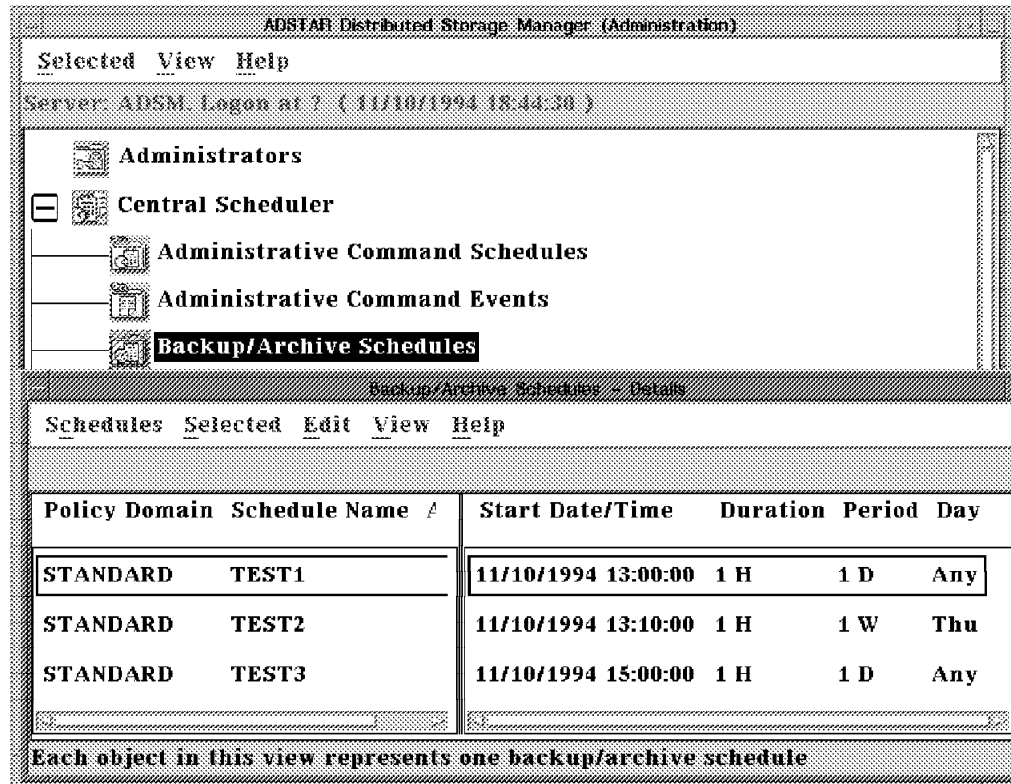 ADSTAR Distributed Storage Manager (Administration)
Selected View Help
Server: ADSM, Logon at ? ( 11/10/1994 18:44:30 )
Administrators
Central Scheduler
Administrative Command Schedules
Administrative Command Events
Backup/Archive Schedules
Backup/Archive Schedules - Details
Schedules Selected Edit View Help
Policy Domain Schedule Name A Start Date/Time Duration Period Day
STANDARD TEST1 11/10/1994 13:00:00 1 H 1 D Any
STANDARD TEST2 11/10/1994 13:10:00 1 H 1 W Thu
STANDARD TEST3 11/10/1994 15:00:00 1 H 1 D Any
Each object in this view represents one backup/archive schedule